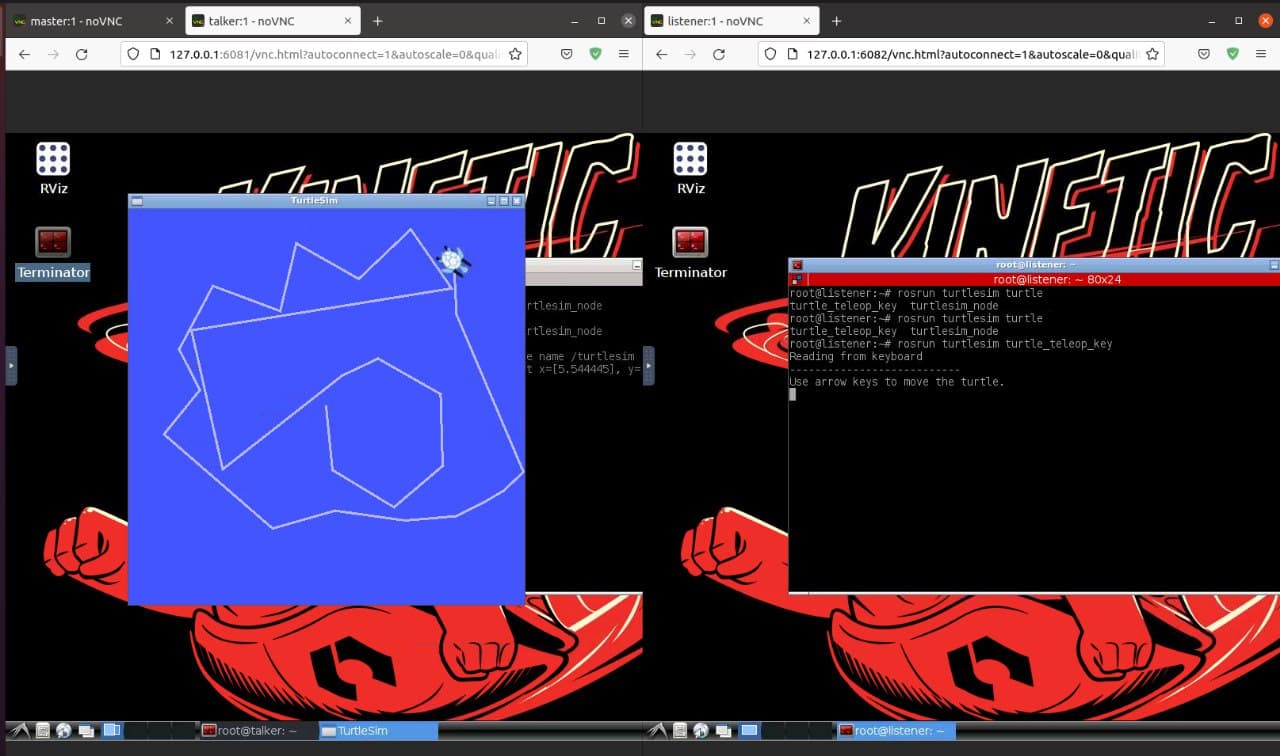 master:1 - noVNC
talker:1 - noVNC
127.0.0.1:6081/vnc.html?autoconnect=1&autoscale=0&quali
RViz
Terminator
KINETIC
TurtleSim
rtlesim_node
rtlesim_node
e name /turtlesim
t x=[5.544445], y=
root@talker: ~
TurtleSim
listener:1 - noVNC
127.0.0.1:6082/vnc.html?autoconnect=1&autoscale=0&quali
RViz
Terminator
KINETIC
root@listener: ~
root@listener: ~ 80x24
root@listener:~# rosrun turtlesim turtle
turtle_teleop_key  turtlesim_node
root@listener:~# rosrun turtlesim turtle
turtle_teleop_key  turtlesim_node
root@listener:~# rosrun turtlesim turtle_teleop_key
Reading from keyboard
---------------------------
Use arrow keys to move the turtle.
root@listener: ~